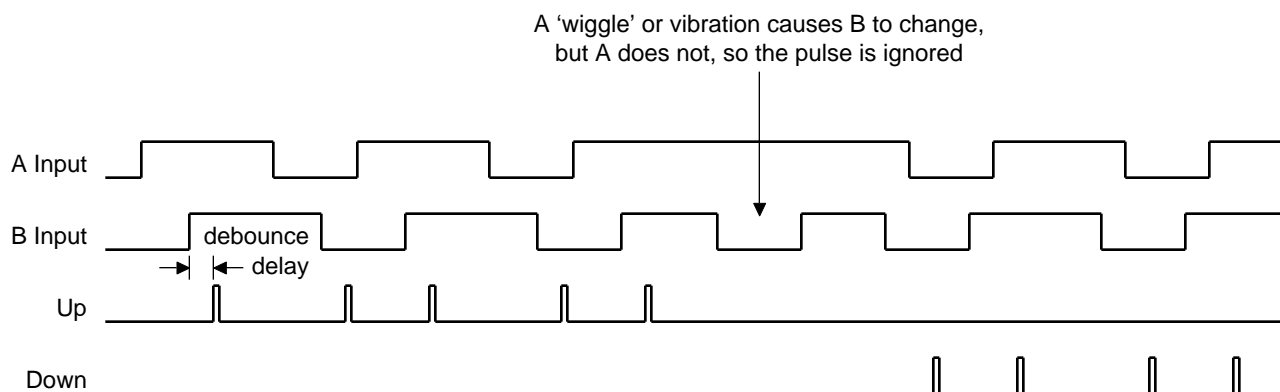 A ‘wiggle’ or vibration causes B to change,
but A does not, so the pulse is ignored
A Input
B Input
debounce
delay
Up
Down